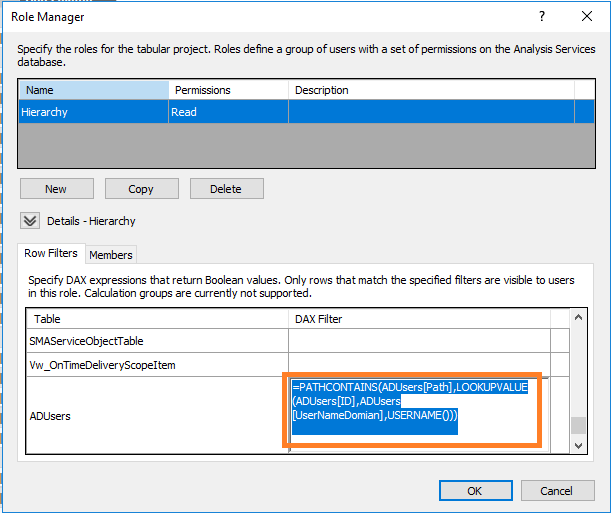 Role Manager
Specify the roles for the tabular project. Roles define a group of users with a set of permissions on the Analysis Services
database.
Name Permissions Description
Hierarchy Read
New Copy Delete
Details - Hierarchy
Row Filters Members
Specify DAX expressions that return Boolean values. Only rows that match the specified filters are visible to users
in this role. Calculation groups are currently not supported.
Table DAX Filter
SMAServiceObjectTable
Vw_OnTimeDeliveryScopeItem
ADUsers
=PATHCONTAINS(ADUsers[Path],LOOKUPVALUE
(ADUsers[ID],ADUsers
[UserNameDomian],USERNAME()))
OK Cancel